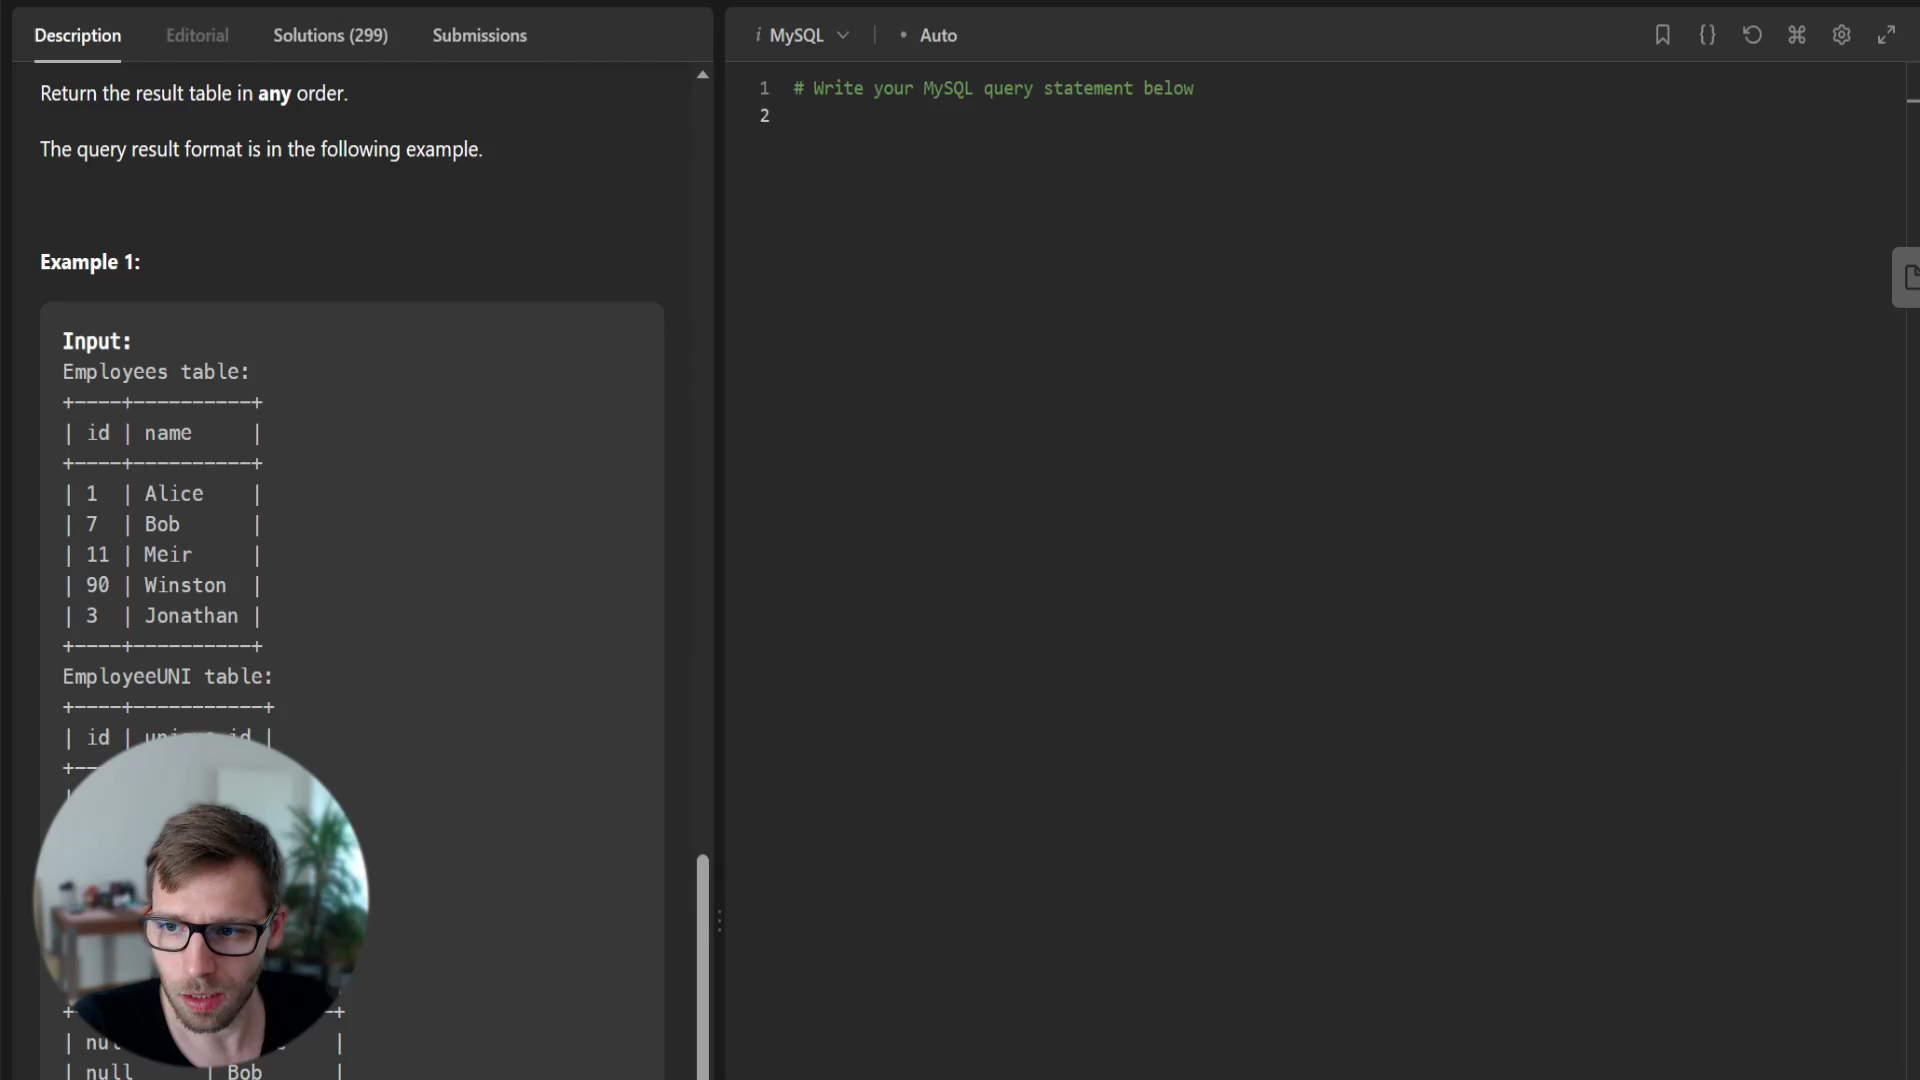 Description Editorial Solutions (299) Submissions
Return the result table in any order.
The query result format is in the following example.
Example 1:
Input:
Employees table:
+----+----------+
| id | name     |
+----+----------+
| 1  | Alice    |
| 7  | Bob      |
| 11 | Meir     |
| 90 | Winston  |
| 3  | Jonathan |
+----+----------+
EmployeeUNI table:
+----+-----------+
| id |
| null | Bob |
i MySQL • Auto
1 # Write your MySQL query statement below
2